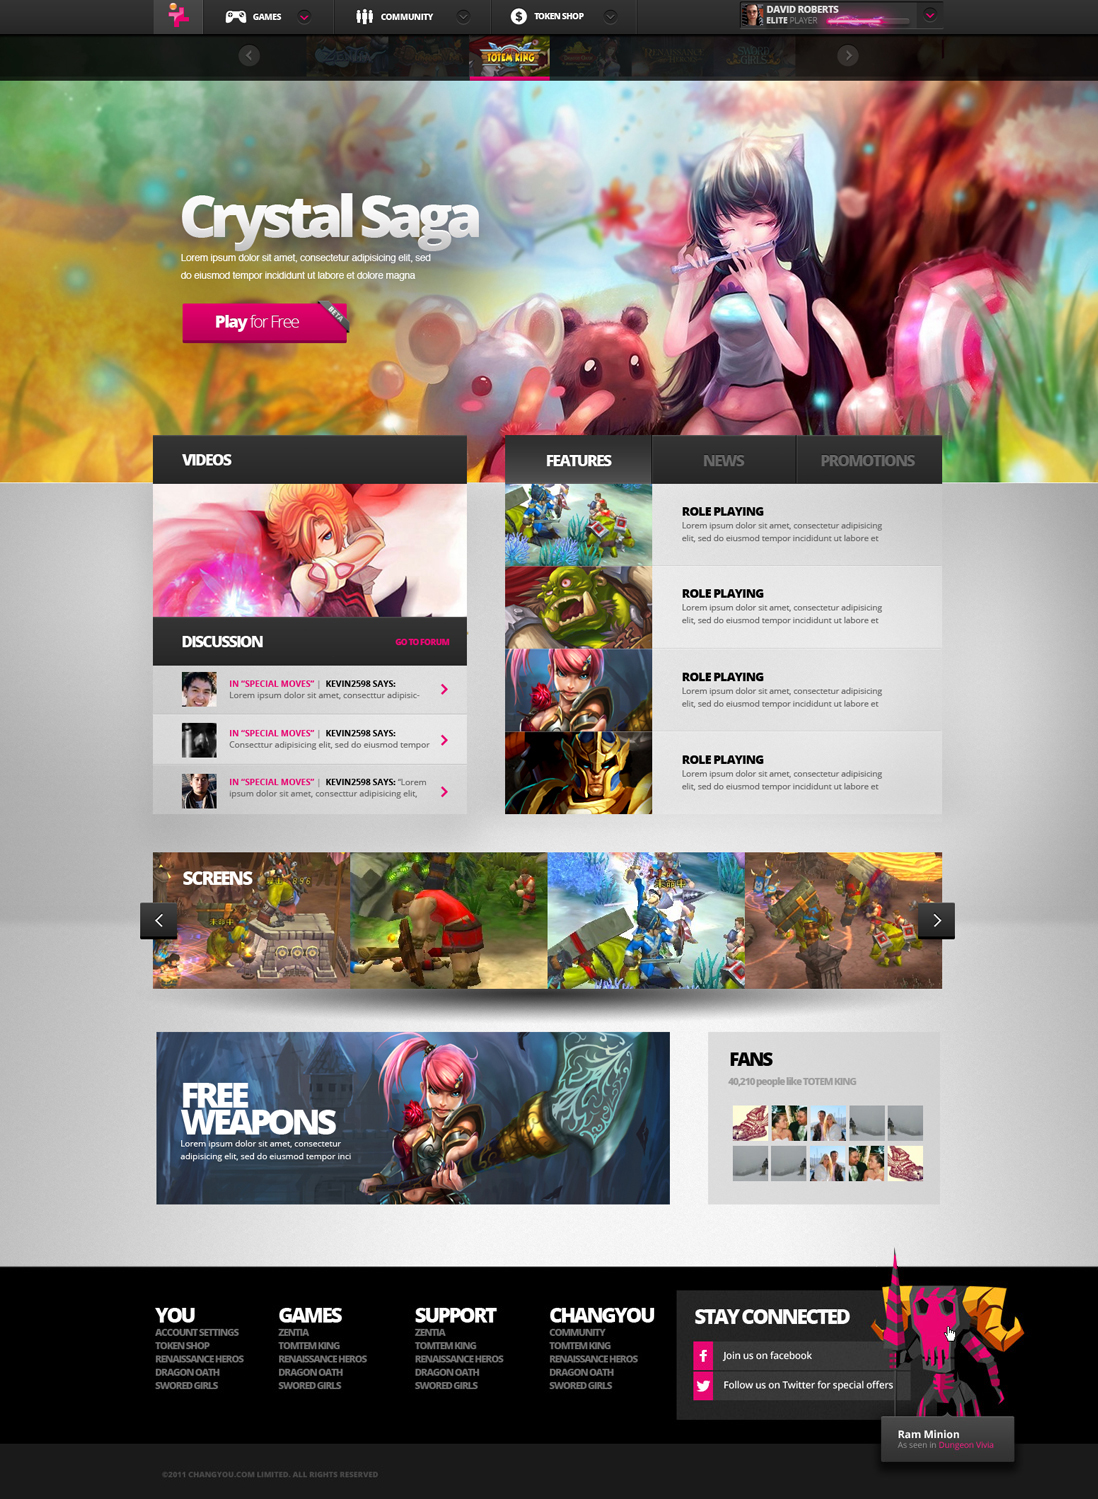 GAMES
COMMUNITY
TOKEN SHOP
DAVID ROBERTS
ELITE PLAYER
TOTEM KING
RENAISSANCE
HEROES
SWORD
GIRLS
Crystal Saga
Lorem ipsum dolor sit amet, consectetur adipisicing elit, sed
do eiusmod tempor incididunt ut labore et dolore magna
Play for Free
BETA
VIDEOS
FEATURES
NEWS
PROMOTIONS
ROLE PLAYING
Lorem ipsum dolor sit amet, consectetur adipisicing
elit, sed do eiusmod tempor incididunt ut labore et
ROLE PLAYING
Lorem ipsum dolor sit amet, consectetur adipisicing
elit, sed do eiusmod tempor incididunt ut labore et
ROLE PLAYING
Lorem ipsum dolor sit amet, consectetur adipisicing
elit, sed do eiusmod tempor incididunt ut labore et
ROLE PLAYING
Lorem ipsum dolor sit amet, consectetur adipisicing
elit, sed do eiusmod tempor incididunt ut labore et
DISCUSSION
GO TO FORUM
IN "SPECIAL MOVES" | KEVIN2598 SAYS:
Lorem ipsum dolor sit amet, consecttur adipisic-
IN "SPECIAL MOVES" | KEVIN2598 SAYS:
Consecttur adipisicing elit, sed do eiusmod tempor
IN "SPECIAL MOVES" | KEVIN2598 SAYS: "Lorem
ipsum dolor sit amet, consecttur adipisicing elit,
SCREENS
FREE
WEAPONS
Lorem ipsum dolor sit amet, consectetur
adipisicing elit, sed do eiusmod tempor inci
FANS
40,210 people like TOTEM KING
YOU
ACCOUNT SETTINGS
TOKEN SHOP
RENAISSANCE HEROS
DRAGON OATH
SWORED GIRLS
GAMES
ZENTIA
TOMTEM KING
RENAISSANCE HEROS
DRAGON OATH
SWORED GIRLS
SUPPORT
ZENTIA
TOMTEM KING
RENAISSANCE HEROS
DRAGON OATH
SWORED GIRLS
CHANGYOU
COMMUNITY
TOMTEM KING
RENAISSANCE HEROS
DRAGON OATH
SWORED GIRLS
STAY CONNECTED
Join us on facebook
Follow us on Twitter for special offers
Ram Minion
As seen in Dungeon Vivia
©2011 CHANGYOU.COM LIMITED. ALL RIGHTS RESERVED